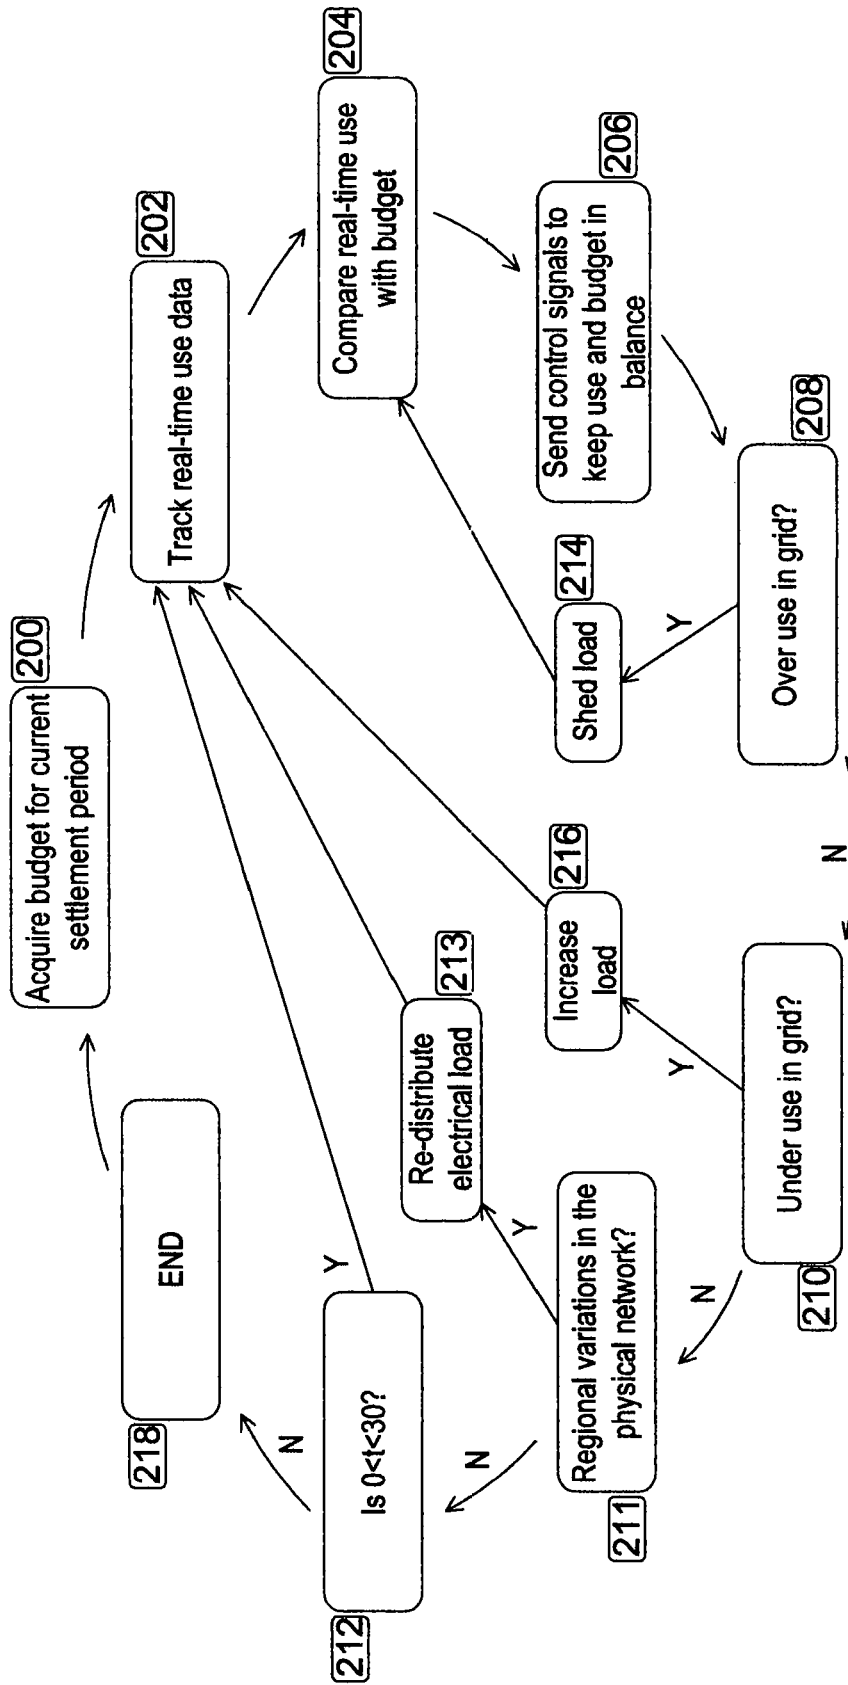 200
Acquire budget for current
settlement period
202
Track real-time use data
204
Compare real-time use
with budget
206
Send control signals to
keep use and budget in
balance
208
Over use in grid?
Y
214
Shed load
N
210
Under use in grid?
Y
216
Increase
load
N
211
Regional variations in the
physical network?
Y
213
Re-distribute
electrical load
N
212
Is 0<t<30?
Y
N
218
END